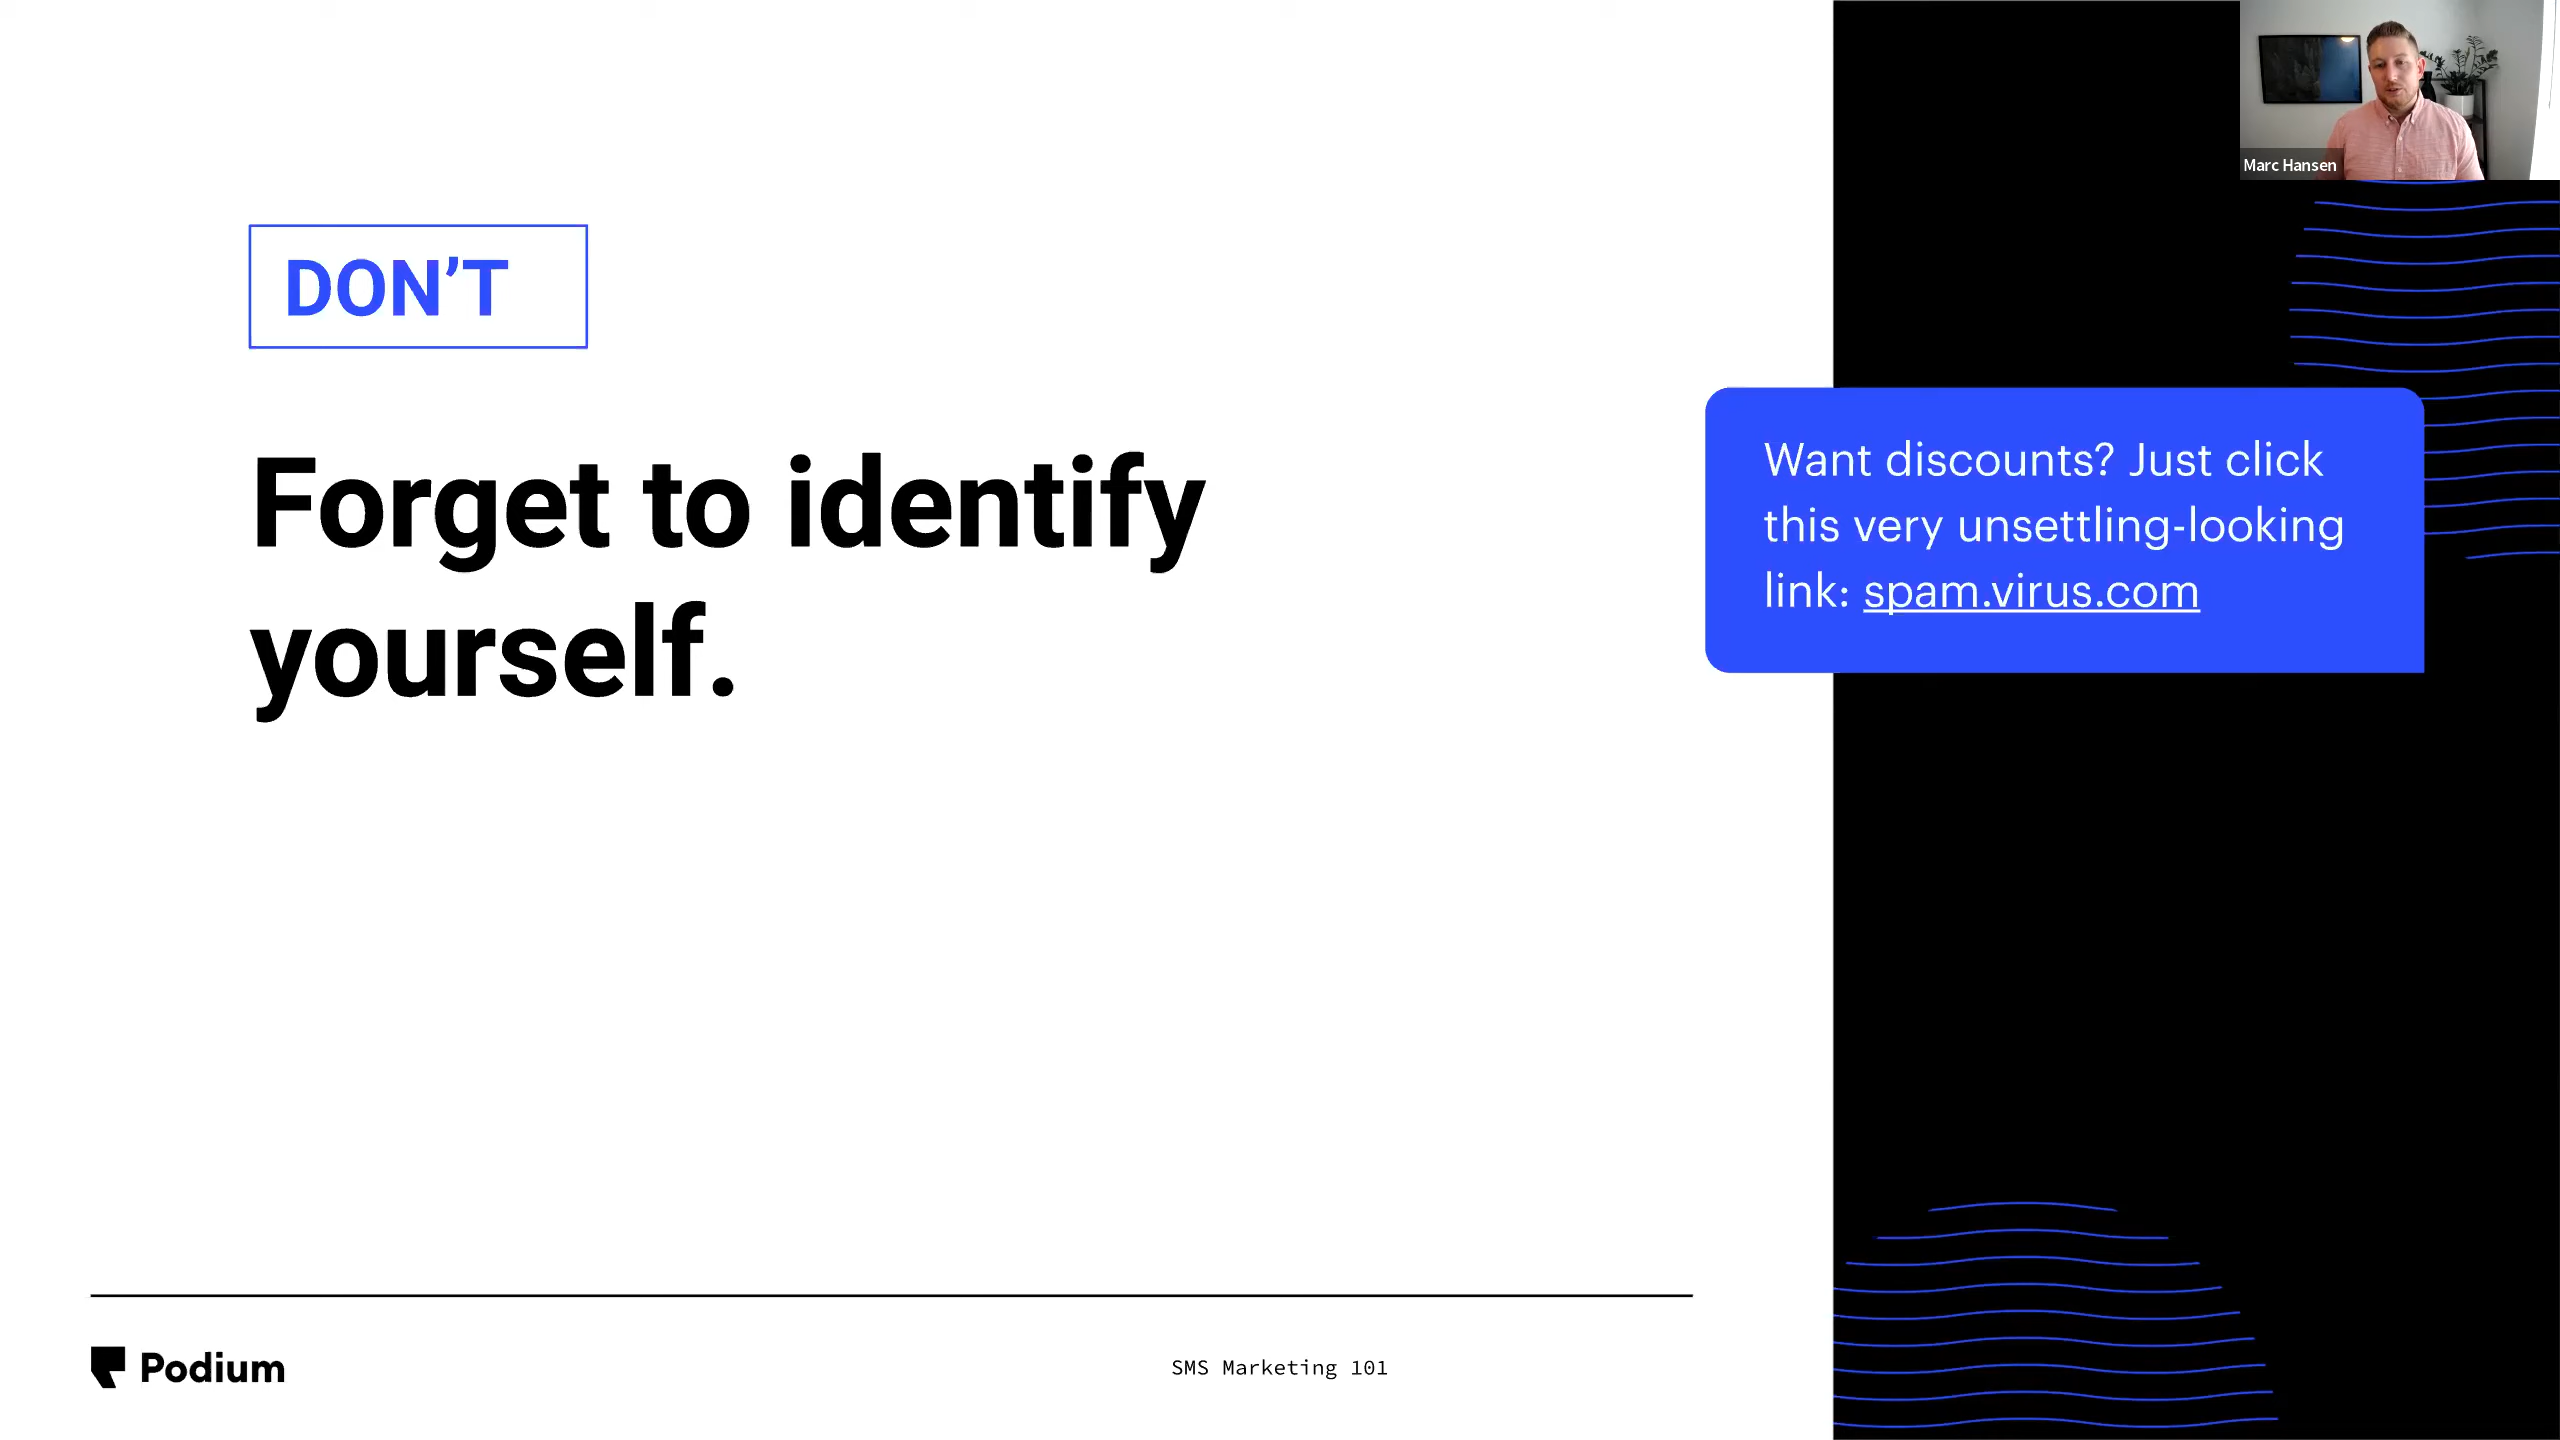 Marc Hansen
DON’T
Forget to identify
yourself.
Want discounts? Just click
this very unsettling-looking
link: spam.virus.com
Podium
SMS Marketing 101